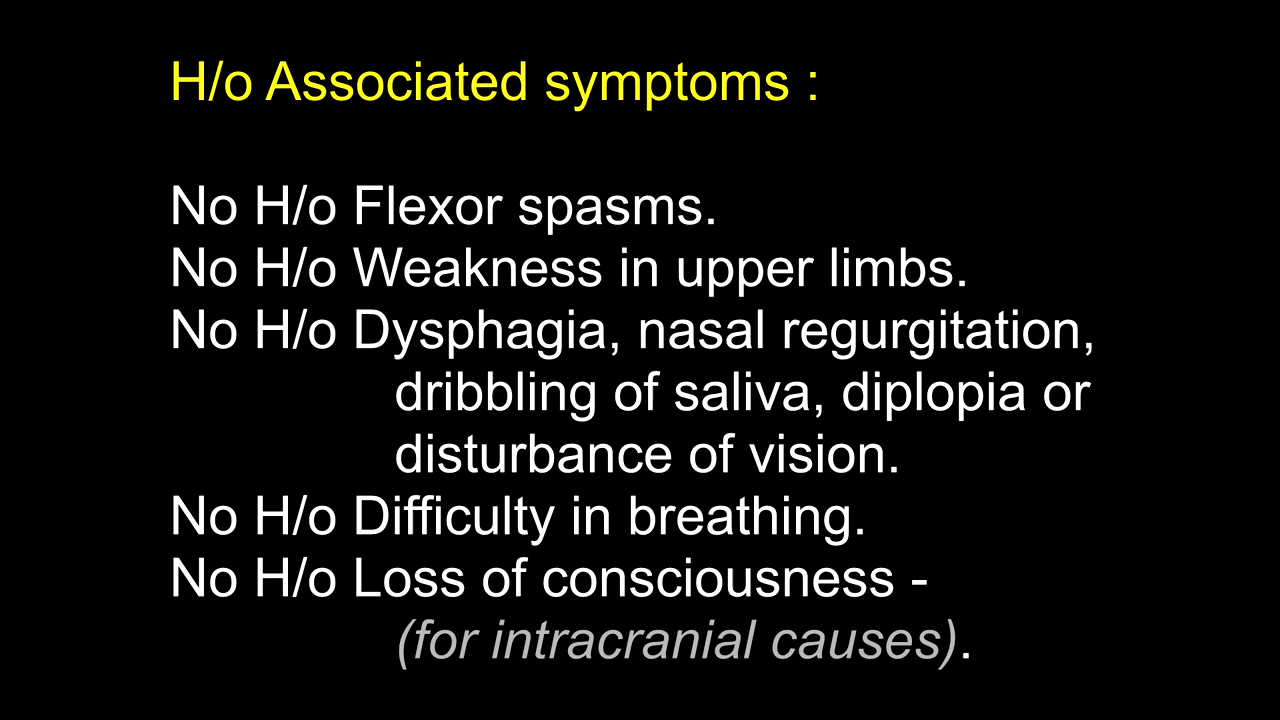 H/o Associated symptoms :
No H/o Flexor spasms.
No H/o Weakness in upper limbs.
No H/o Dysphagia, nasal regurgitation,
dribbling of saliva, diplopia or
disturbance of vision.
No H/o Difficulty in breathing.
No H/o Loss of consciousness -
(for intracranial causes).